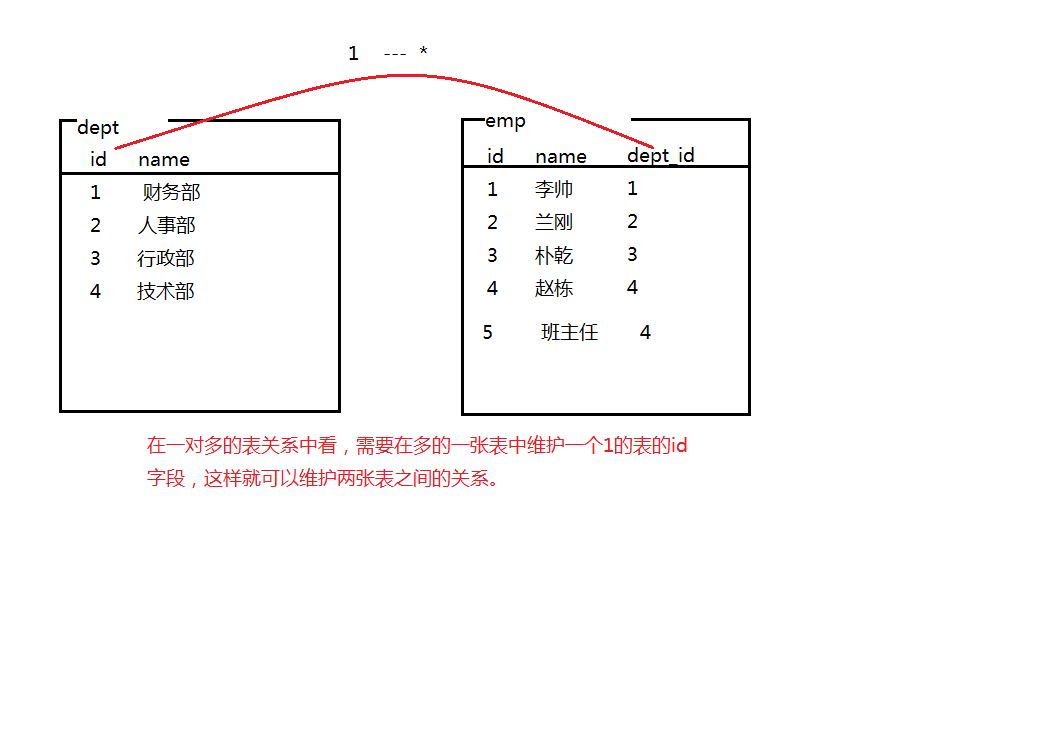 1 --- *
dept
id name
1 财务部
2 人事部
3 行政部
4 技术部
emp
id name dept_id
1 李帅 1
2 兰刚 2
3 朴乾 3
4 赵栋 4
5 班主任 4
在一对多的表关系中看，需要在多的一张表中维护一个1的表的id
字段，这样就可以维护两张表之间的关系。